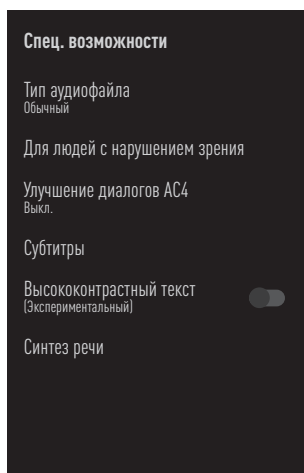 Спец. возможности
Тип аудиофайла
Обычный
Для людей с нарушением зрения
Улучшение диалогов AC4
Выкл.
Субтитры
Высококонтрастный текст
(Экспериментальный)
Синтез речи